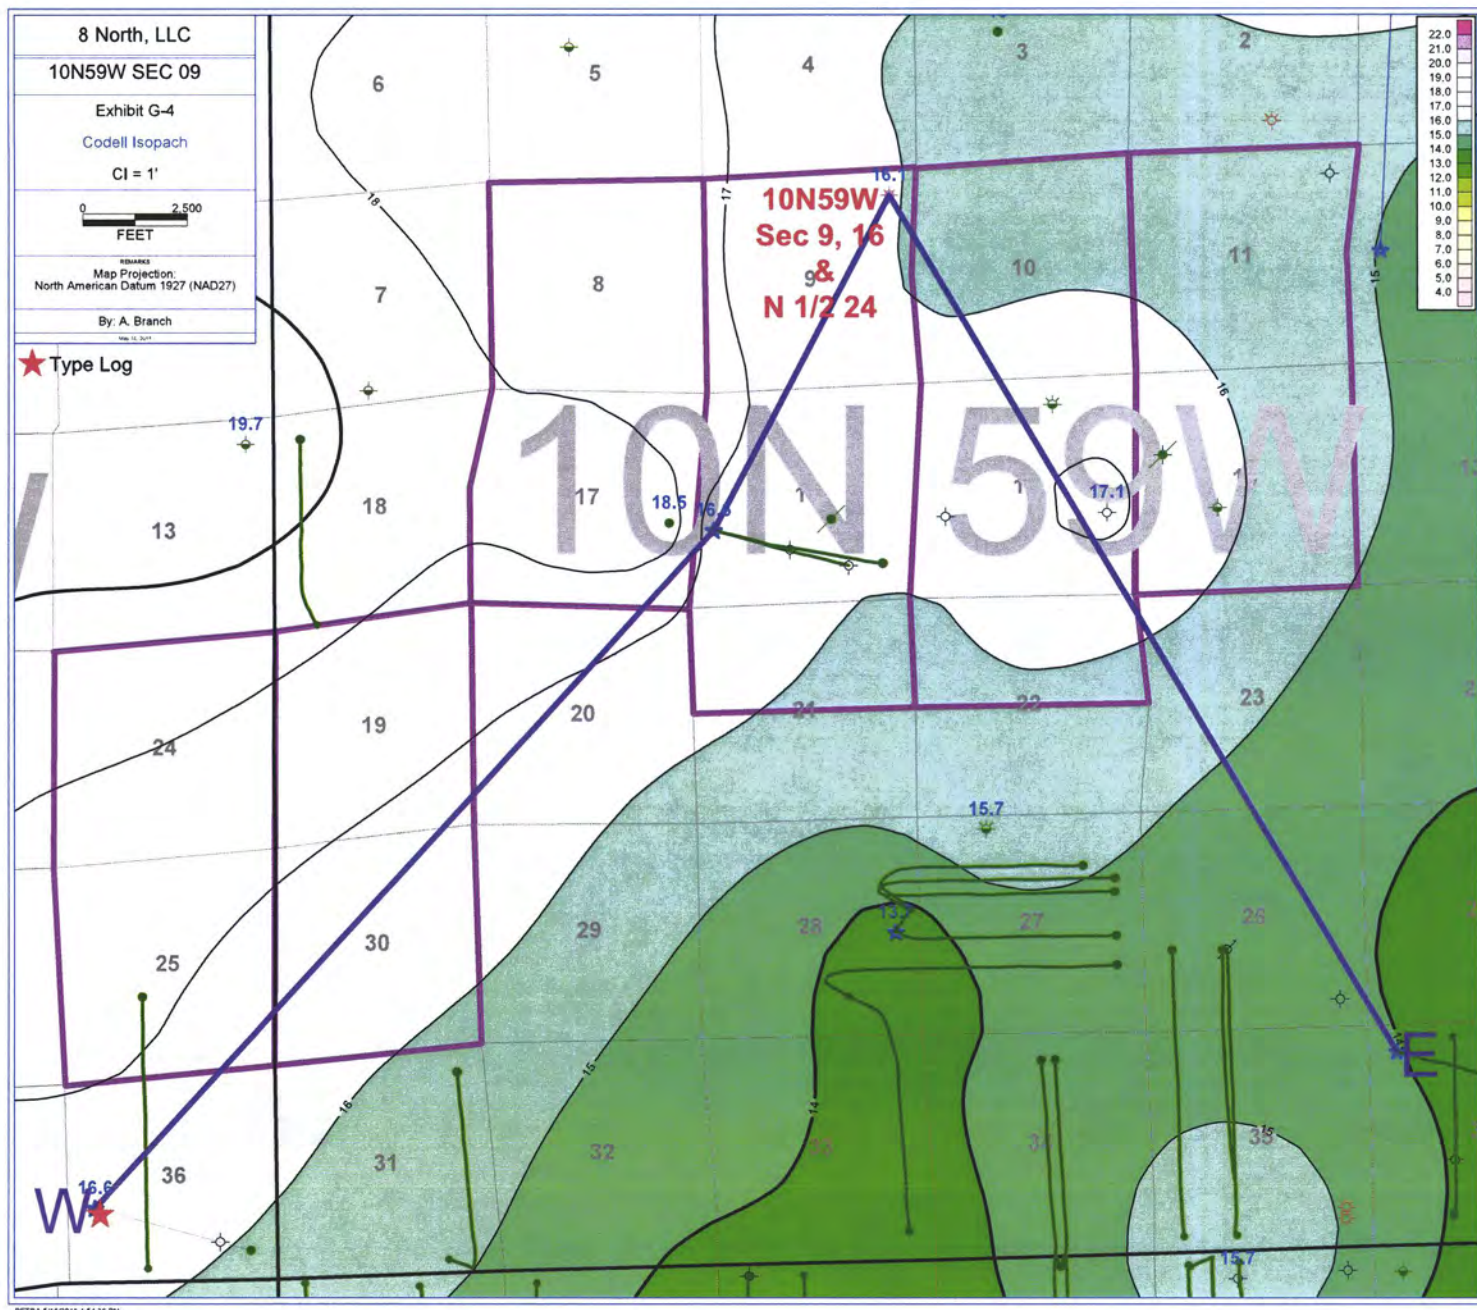 8 North, LLC
10N59W SEC 09
Exhibit G-4
Codell Isopach
CI = 1'
0 2,500
FEET
REMARKS
Map Projection:
North American Datum 1927 (NAD27)
By: A. Branch
Type Log
22.0
21.0
20.0
19.0
18.0
17.0
16.0
15.0
14.0
13.0
12.0
11.0
10.0
9.0
8.0
7.0
6.0
5.0
4.0
6 5 4 3 2
18 17
16.1
10N59W
Sec 9, 16
&
N 1/2 24
7 8 9 10 11
15
16
19.7
10N 59W
13 18 17 18.5 17.1
24 19 20 21 22 23
15.7
25 30 29 28 27 26
16 15 14
E
36 31 32 35
15
W 16.6
15.7